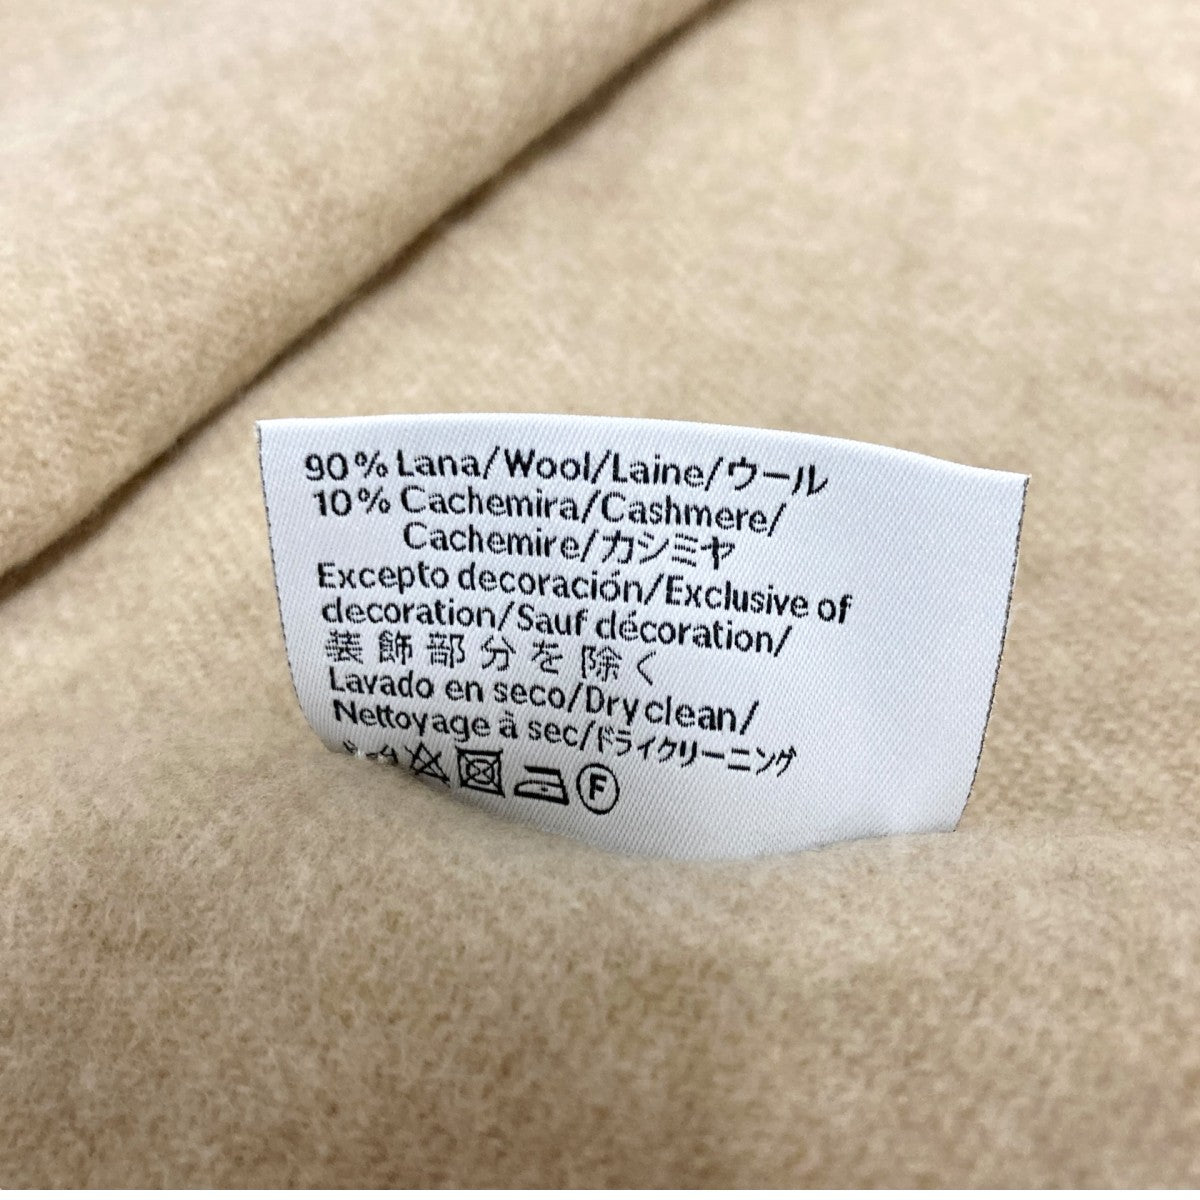 90% Lana/Wool/Laine/ウール
10% Cachemira/Cashmere/
Cachemire/カシミヤ
Excepto decoración/Exclusive of
decoration/Sauf décoration/
装飾部分を除く
Lavado en seco/Dry clean/
Nettoyage à sec/ドライクリーニング
F